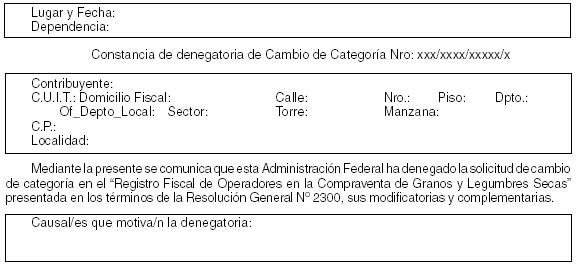 Lugar y Fecha:
Dependencia:
Constancia de denegatoria de Cambio de Categoría Nro: xxx/xxxx/xxxxx/x
Contribuyente:
C.U.I.T.: Domicilio Fiscal: Calle: Nro.: Piso: Dpto.:
Of_Depto_Local: Sector: Torre: Manzana:
C.P.:
Localidad:
Mediante la presente se comunica que esta Administración Federal ha denegado la solicitud de cambio
de categoría en el “Registro Fiscal de Operadores en la Compraventa de Granos y Legumbres Secas”
presentada en los términos de la Resolución General Nº 2300, sus modificatorias y complementarias.
Causal/es que motiva/n la denegatoria: